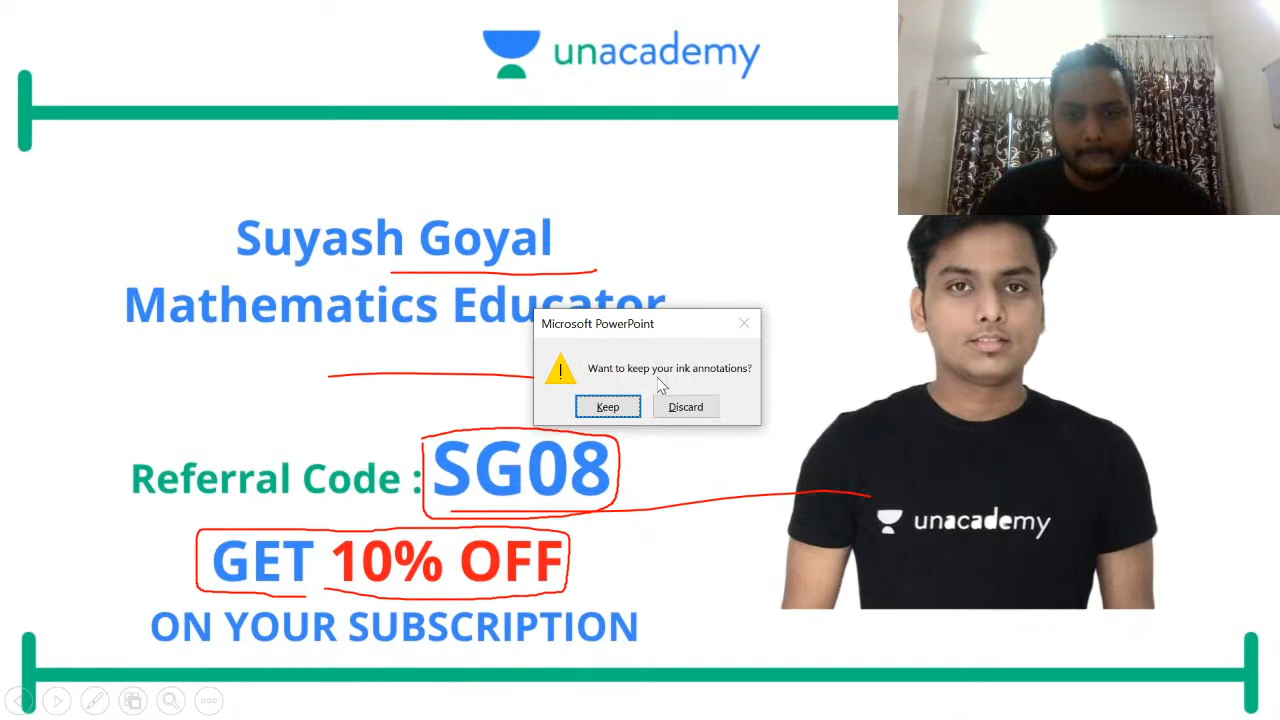 unacademy
Suyash Goyal
Mathematics Educator
Microsoft PowerPoint
Want to keep your ink annotations?
Keep
Discard
Referral Code : SG08
GET 10% OFF
ON YOUR SUBSCRIPTION
unacademy